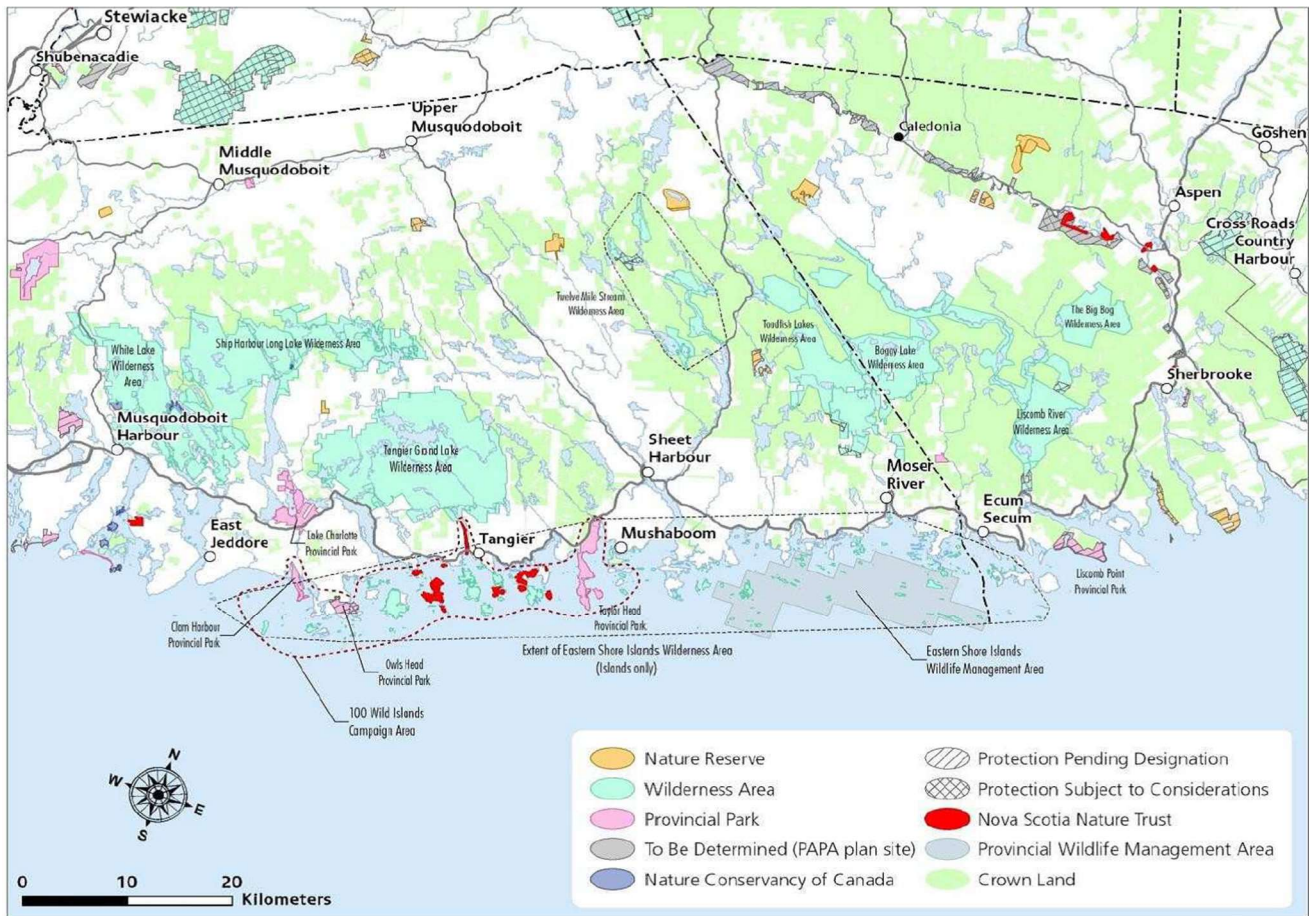 Stewiacke
Shubenacadie
Upper
Musquodoboit
Caledonia
Goshen
Middle
Musquodoboit
Aspen
Cross Roads
Country
Harbour
Twelve Mile Stream
Wilderness Area
Toadfish Lakes
Wilderness Area
The Big Bog
Wilderness Area
White Lake
Wilderness
Area
Ship Harbour Long Lake Wilderness Area
Boggy Lake
Wilderness Area
Sherbrooke
Musquodoboit
Harbour
Liscomb River
Wilderness Area
Tangier Grand Lake
Wilderness Area
Sheet
Harbour
Moser
River
Ecum
Secum
East
Jeddore
Lake Charlotte
Provincial Park
Tangier
Mushaboom
Liscomb Point
Provincial Park
Clam Harbour
Provincial Park
Taylor Head
Provincial Park
Owls Head
Provincial Park
Extent of Eastern Shore Islands Wilderness Area
(Islands only)
Eastern Shore Islands
Wildlife Management Area
100 Wild Islands
Campaign Area
N
W
E
S
0 10 20
Kilometers
Nature Reserve
Wilderness Area
Provincial Park
To Be Determined (PAPA plan site)
Nature Conservancy of Canada
Protection Pending Designation
Protection Subject to Considerations
Nova Scotia Nature Trust
Provincial Wildlife Management Area
Crown Land